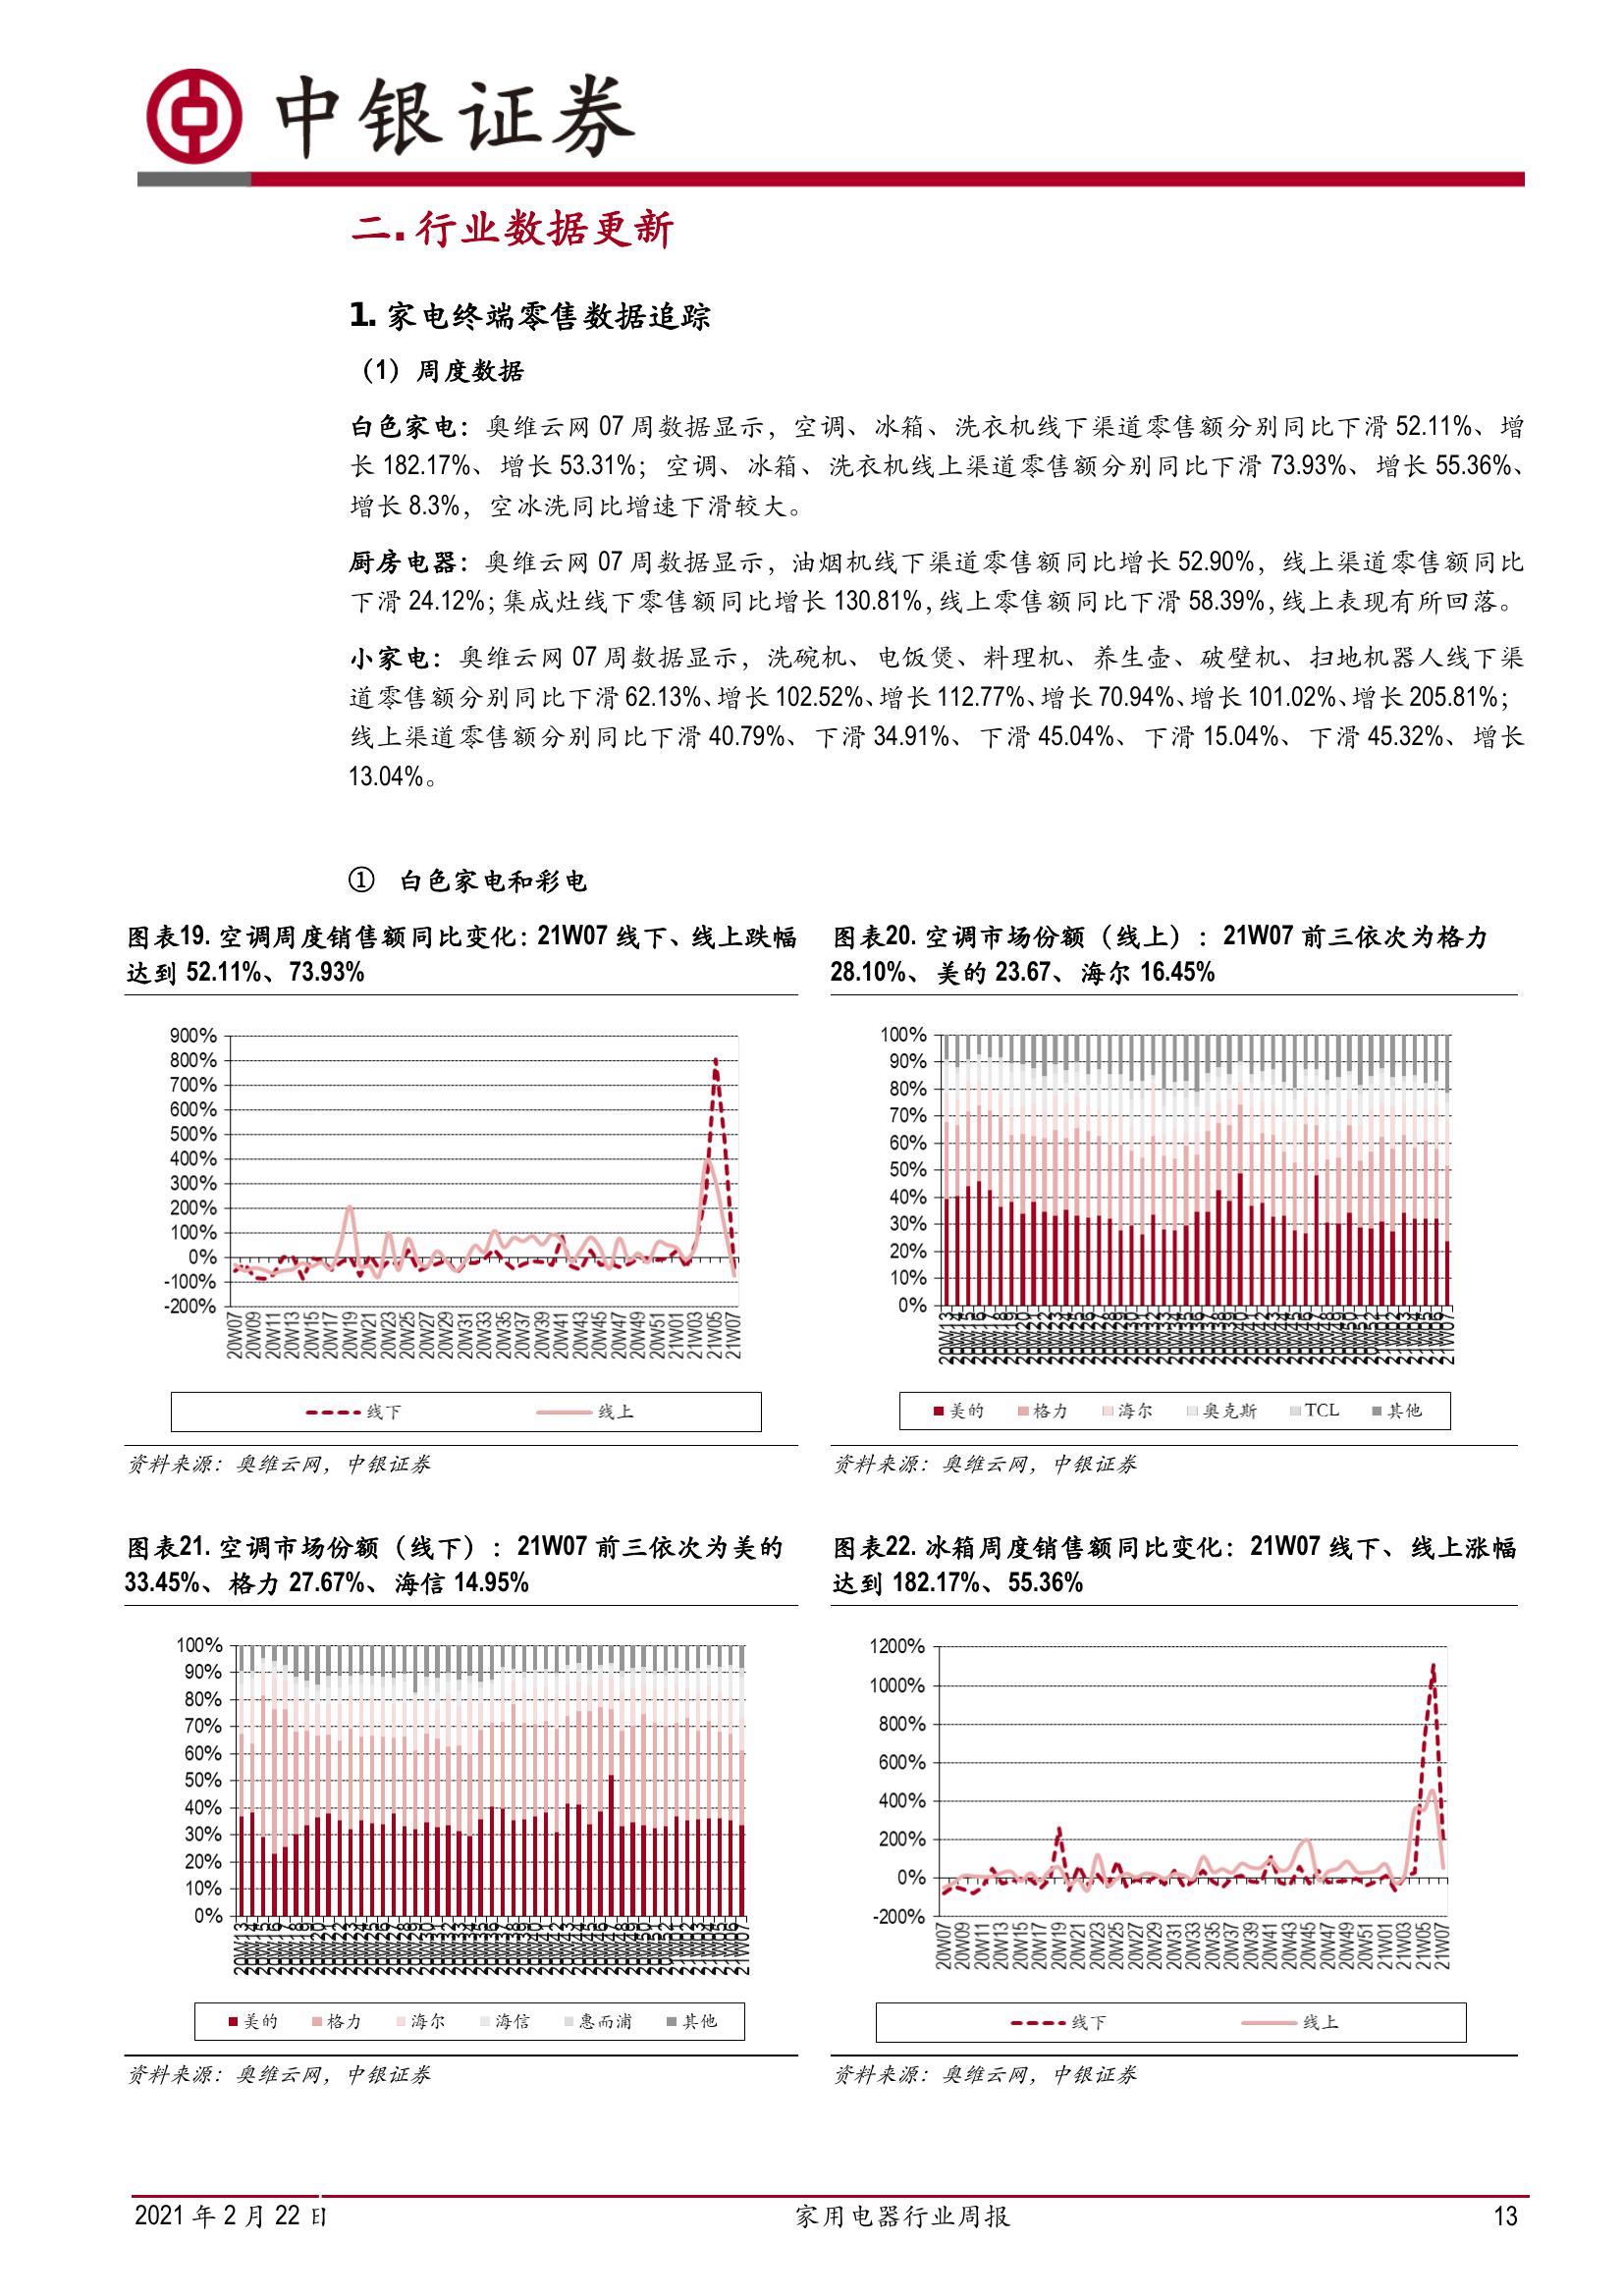 中银证券
二. 行业数据更新
1. 家电终端零售数据追踪
（1）周度数据
白色家电：奥维云网 07 周数据显示，空调、冰箱、洗衣机线下渠道零售额分别同比下滑 52.11%、增
长 182.17%、增长 53.31%；空调、冰箱、洗衣机线上渠道零售额分别同比下滑 73.93%、增长 55.36%、
增长 8.3%，空冰洗同比增速下滑较大。
厨房电器：奥维云网 07 周数据显示，油烟机线下渠道零售额同比增长 52.90%，线上渠道零售额同比
下滑 24.12%；集成灶线下零售额同比增长 130.81%，线上零售额同比下滑 58.39%，线上表现有所回落。
小家电：奥维云网 07 周数据显示，洗碗机、电饭煲、料理机、养生壶、破壁机、扫地机器人线下渠
道零售额分别同比下滑 62.13%、增长 102.52%、增长 112.77%、增长 70.94%、增长 101.02%、增长 205.81%；
线上渠道零售额分别同比下滑 40.79%、下滑 34.91%、下滑 45.04%、下滑 15.04%、下滑 45.32%、增长
13.04%。
① 白色家电和彩电
图表19. 空调周度销售额同比变化：21W07 线下、线上跌幅
达到 52.11%、73.93%
900%
800%
700%
600%
500%
400%
300%
200%
100%
0%
-100%
-200%
20W07 20W09 20W11 20W13 20W15 20W17 20W19 20W21 20W23 20W25 20W27 20W29 20W31 20W33 20W35 20W37 20W39 20W41 20W43 20W45 20W47 20W49 20W51 21W01 21W03 21W05 21W07
线下 线上
资料来源：奥维云网，中银证券
图表20. 空调市场份额（线上）：21W07 前三依次为格力
28.10%、美的 23.67、海尔 16.45%
100%
90%
80%
70%
60%
50%
40%
30%
20%
10%
0%
美的 格力 海尔 奥克斯 TCL 其他
资料来源：奥维云网，中银证券
图表21. 空调市场份额（线下）：21W07 前三依次为美的
33.45%、格力 27.67%、海信 14.95%
100%
90%
80%
70%
60%
50%
40%
30%
20%
10%
0%
美的 格力 海尔 海信 惠而浦 其他
资料来源：奥维云网，中银证券
图表22. 冰箱周度销售额同比变化：21W07 线下、线上涨幅
达到 182.17%、55.36%
1200%
1000%
800%
600%
400%
200%
0%
-200%
20W07 20W09 20W11 20W13 20W15 20W17 20W19 20W21 20W23 20W25 20W27 20W29 20W31 20W33 20W35 20W37 20W39 20W41 20W43 20W45 20W47 20W49 20W51 21W01 21W03 21W05 21W07
线下 线上
资料来源：奥维云网，中银证券
2021 年 2 月 22 日 家用电器行业周报 13